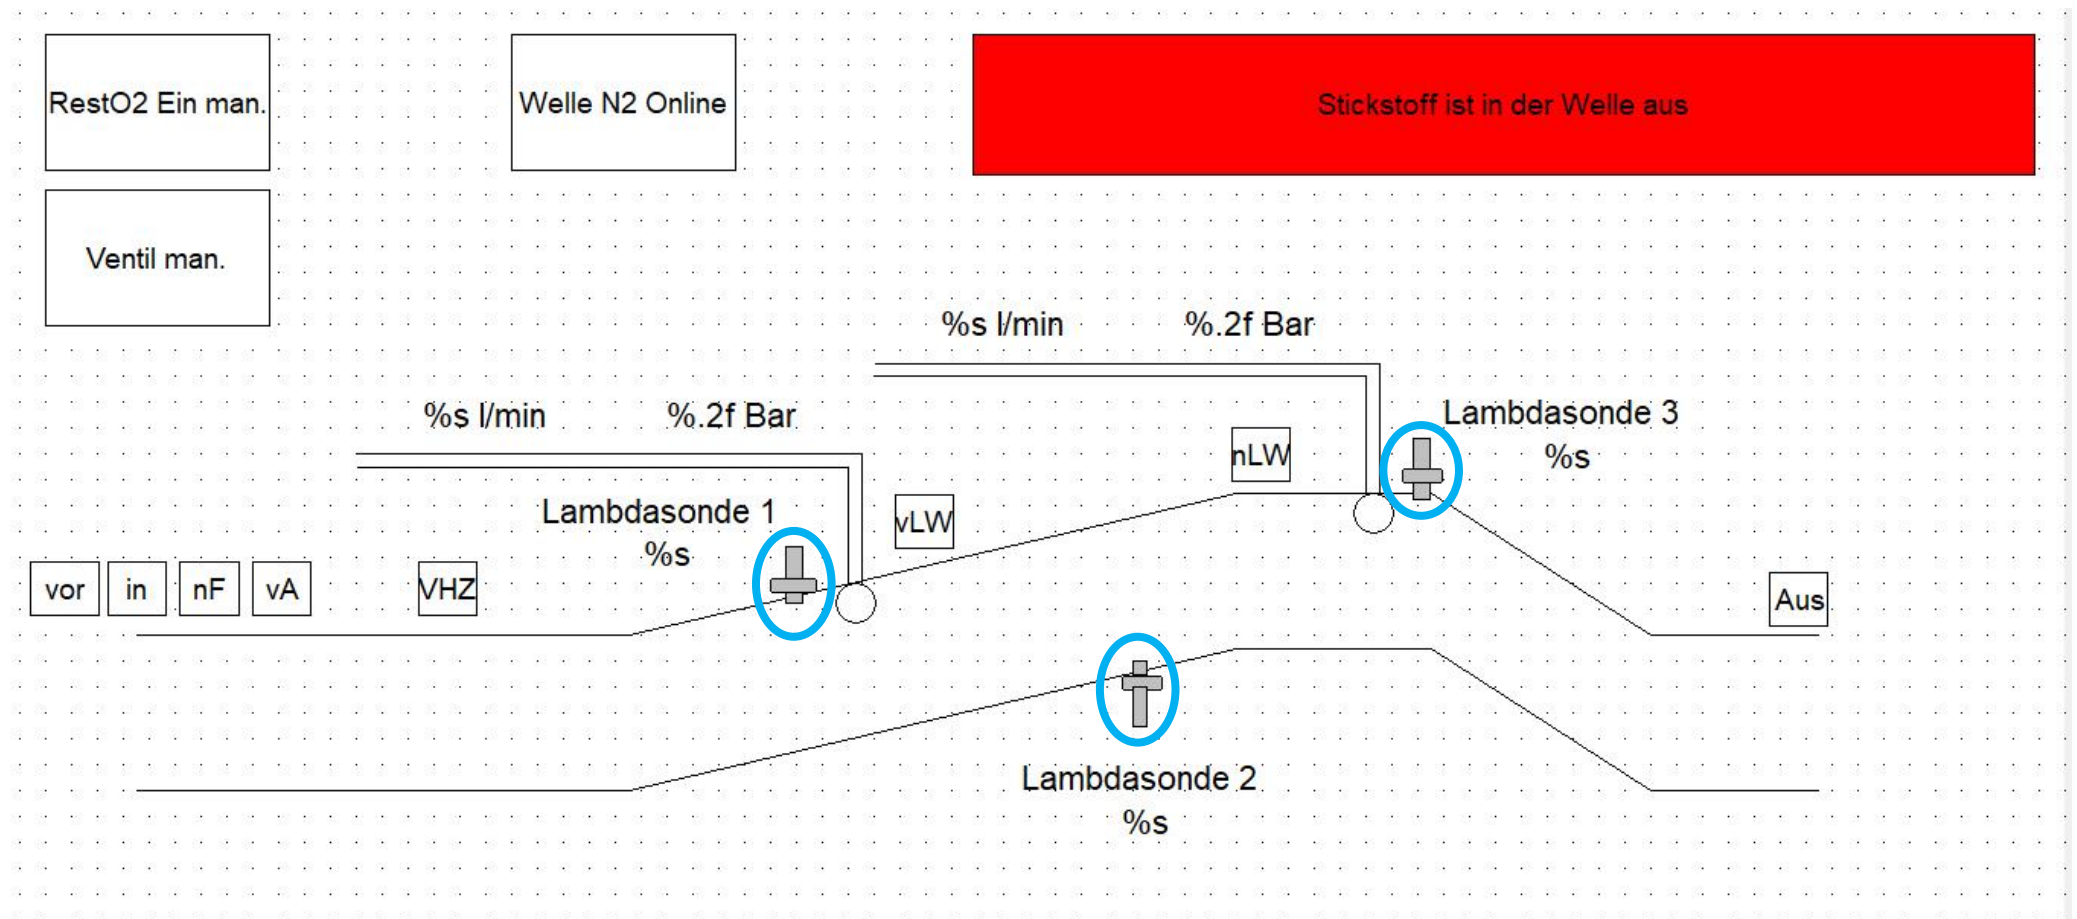 RestO2 Ein man.
Welle N2 Online
Stickstoff ist in der Welle aus
Ventil man.
%s l/min
%.2f Bar
%s l/min
%.2f Bar
Lambdasonde 3
%s
nLW
Lambdasonde 1
%s
vLW
vor
in
nF
vA
VHZ
Aus
Lambdasonde 2
%s